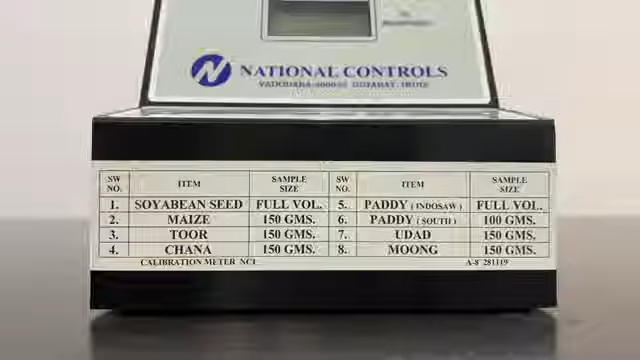 N NATIONAL CONTROLS
VADODARA GUJARAT, INDIA
SW NO. ITEM SAMPLE SIZE SW NO. ITEM SAMPLE SIZE
1. SOYABEAN SEED FULL VOL. 5. PADDY ( INDOSAW ) FULL VOL.
2. MAIZE 150 GMS. 6. PADDY ( SOUTH ) 100 GMS.
3. TOOR 150 GMS. 7. UDAD 150 GMS.
4. CHANA 150 GMS. 8. MOONG 150 GMS.
CALIBRATION METER NCI A-8 281119